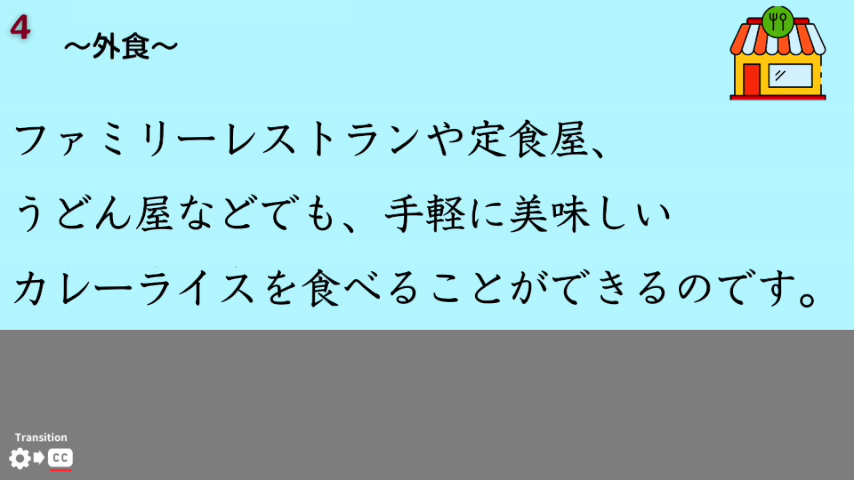 4
～外食～
ファミリーレストランや定食屋、
うどん屋などでも、手軽に美味しい
カレーライスを食べることができるのです。
Transition
CC